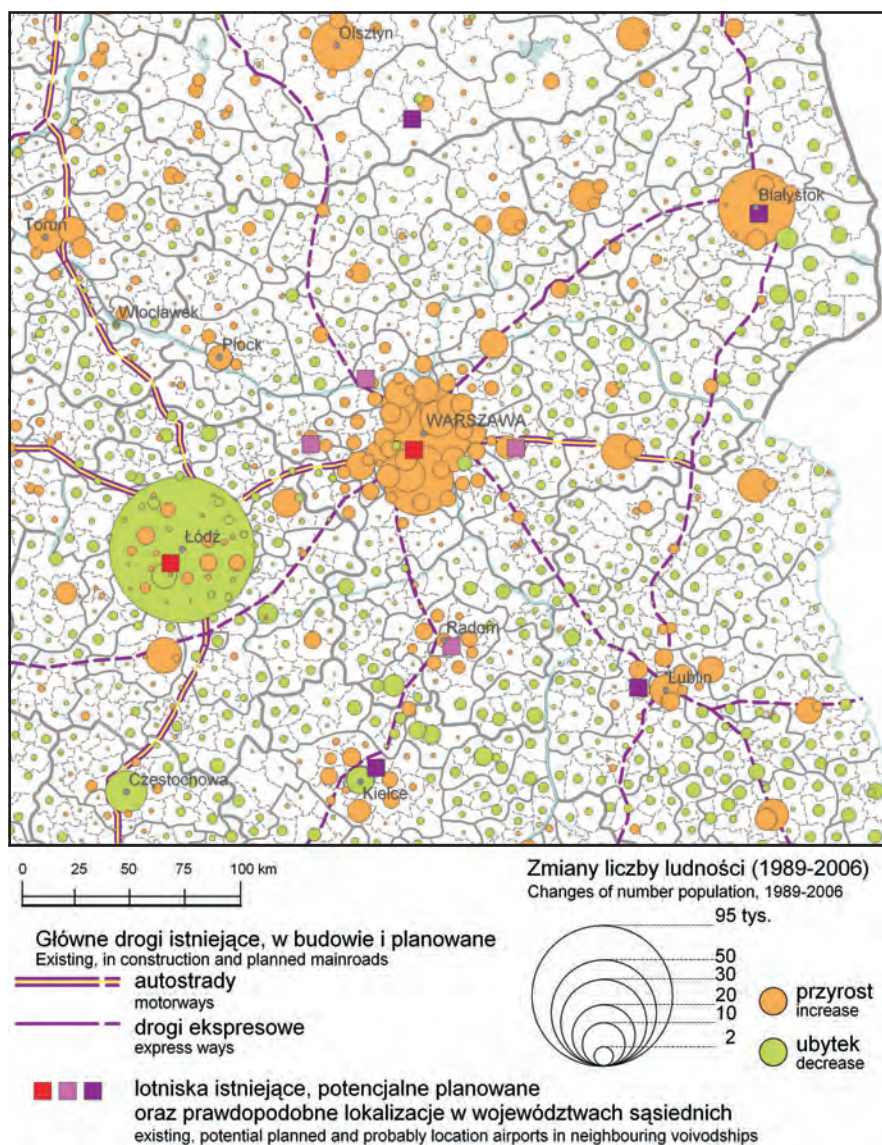 Olsztyn
Białystok
Toruń
Włocławek
Płock
WARSZAWA
Łódź
Radom
Lublin
Częstochowa
Kielce
0 25 50 75 100 km
Zmiany liczby ludności (1989-2006)
Changes of number population, 1989-2006
95 tys.
50
30
20
10
2
przyrost
increase
ubytek
decrease
Główne drogi istniejące, w budowie i planowane
Existing, in construction and planned mainroads
autostrady
motorways
drogi ekspresowe
express ways
lotniska istniejące, potencjalne planowane
oraz prawdopodobne lokalizacje w województwach sąsiednich
existing, potential planned and probably location airports in neighbouring voivodships